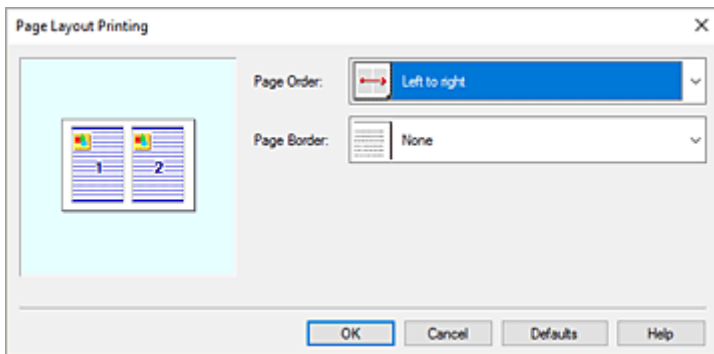 Page Layout Printing
Page Order: Left to right
Page Border: None
1 2
OK Cancel Defaults Help